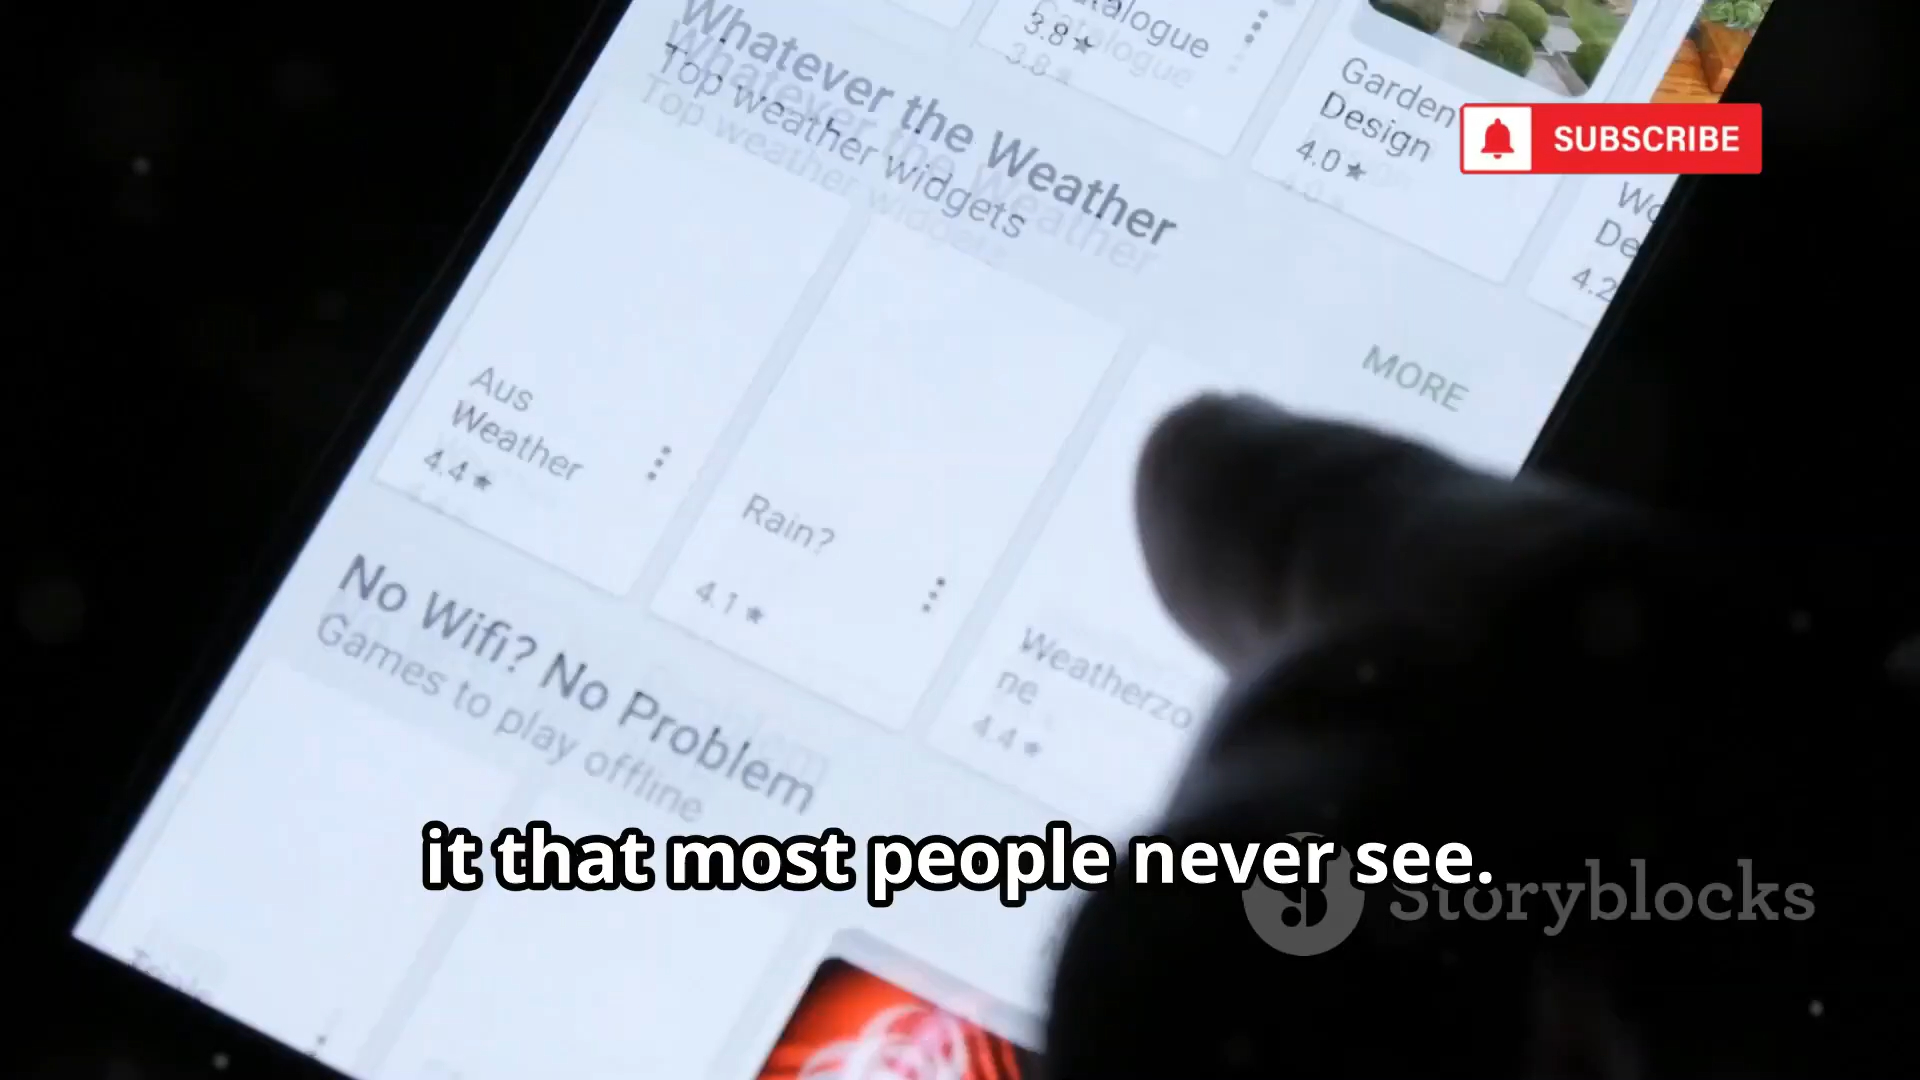 Catalogue
3.8★
Garden
Design
4.0★
SUBSCRIBE
4.2
Whatever the Weather
Top weather widgets
MORE
Aus
Weather
4.4★
Rain?
4.1★
Weatherzo
ne
4.4★
No Wifi? No Problem
Games to play offline
it that most people never see.
Storyblocks